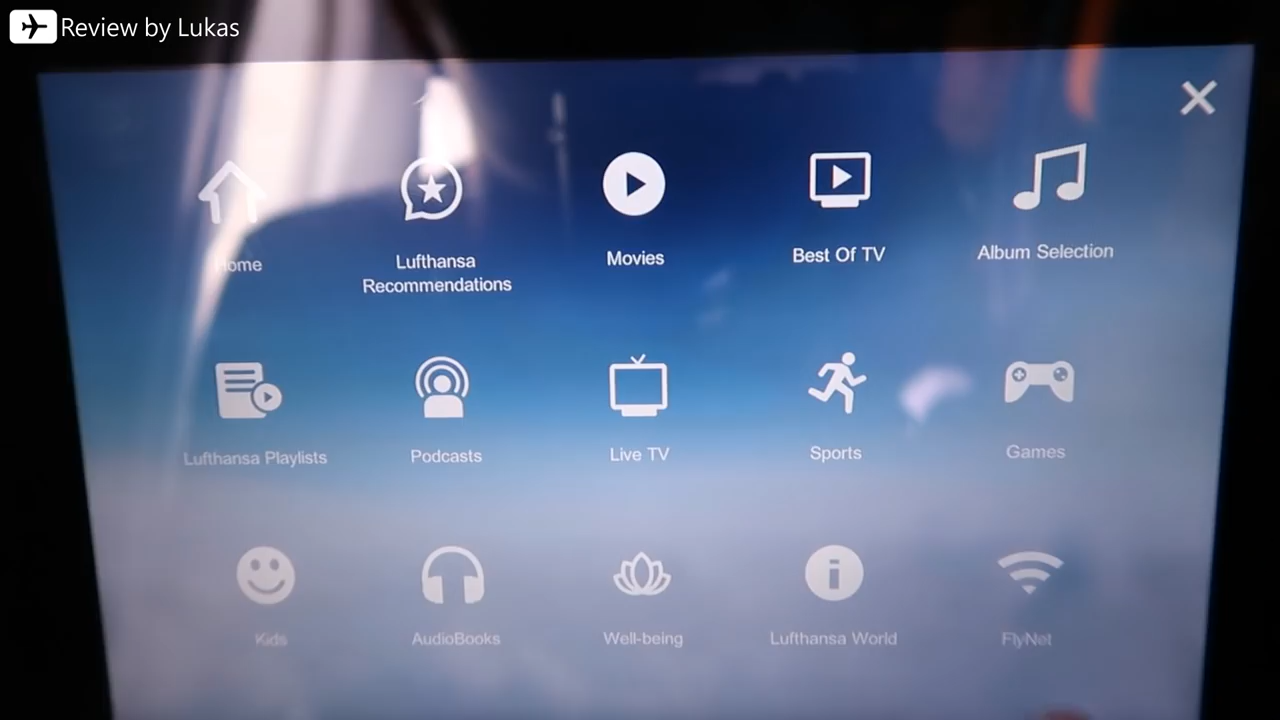 Review by Lukas
Home
Lufthansa
Recommendations
Movies
Best Of TV
Album Selection
Lufthansa Playlists
Podcasts
Live TV
Sports
Games
Kids
AudioBooks
Well-being
Lufthansa World
FlyNet